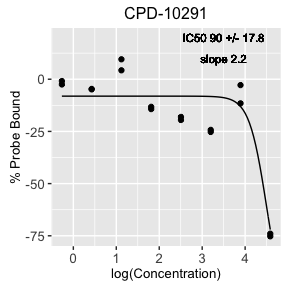 CPD-10291
IC50 90 +/- 17.8
slope 2.2
% Probe Bound
0
-25
-50
-75
0 1 2 3 4
log(Concentration)